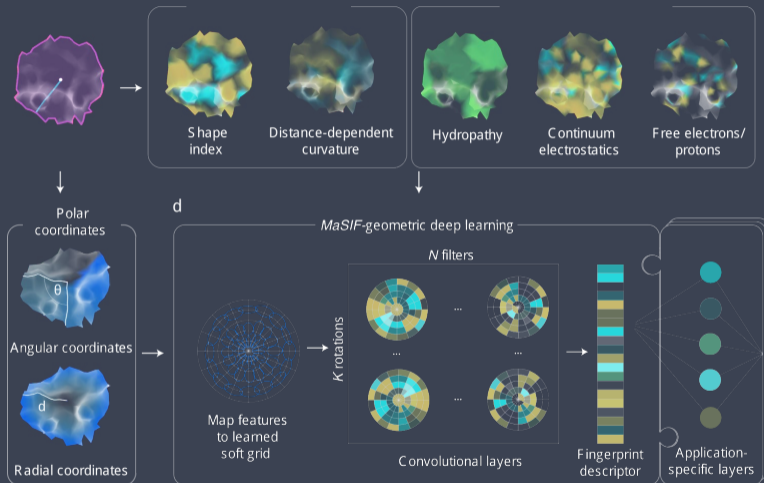 Shape
index
Distance-dependent
curvature
Hydropathy
Continuum
electrostatics
Free electrons/
protons
d
Polar
coordinates
θ
Angular coordinates
d
Radial coordinates
MaSIF-geometric deep learning
N filters
K rotations
...
...
...
...
...
...
Map features
to learned
soft grid
Convolutional layers
Fingerprint
descriptor
Application-
specific layers